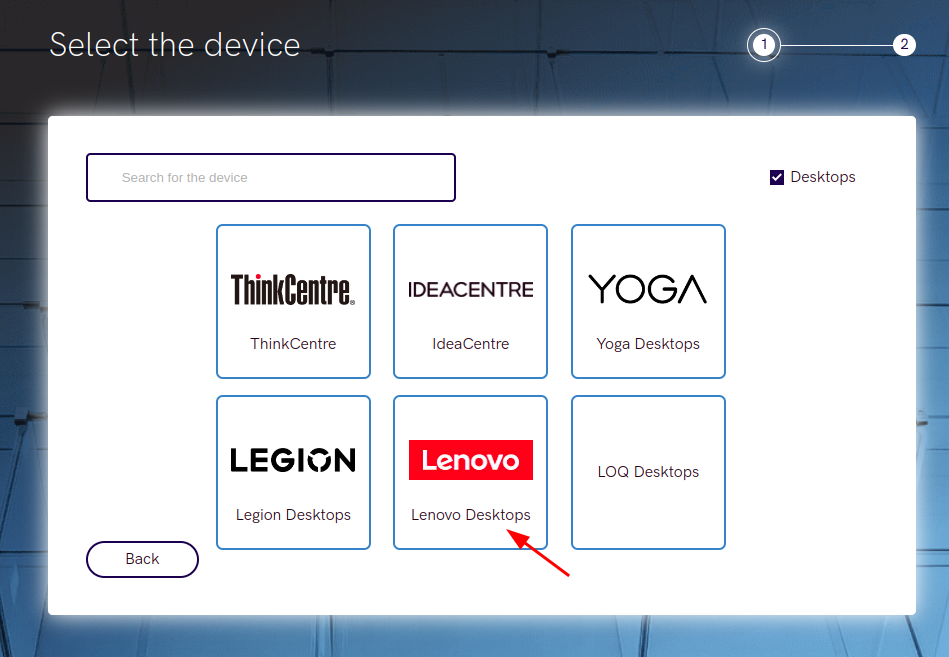 Select the device
1
2
Search for the device
Desktops
ThinkCentre
IDEACENTRE
YOGA
ThinkCentre
IdeaCentre
Yoga Desktops
LEGION
Lenovo
LOQ Desktops
Legion Desktops
Lenovo Desktops
Back